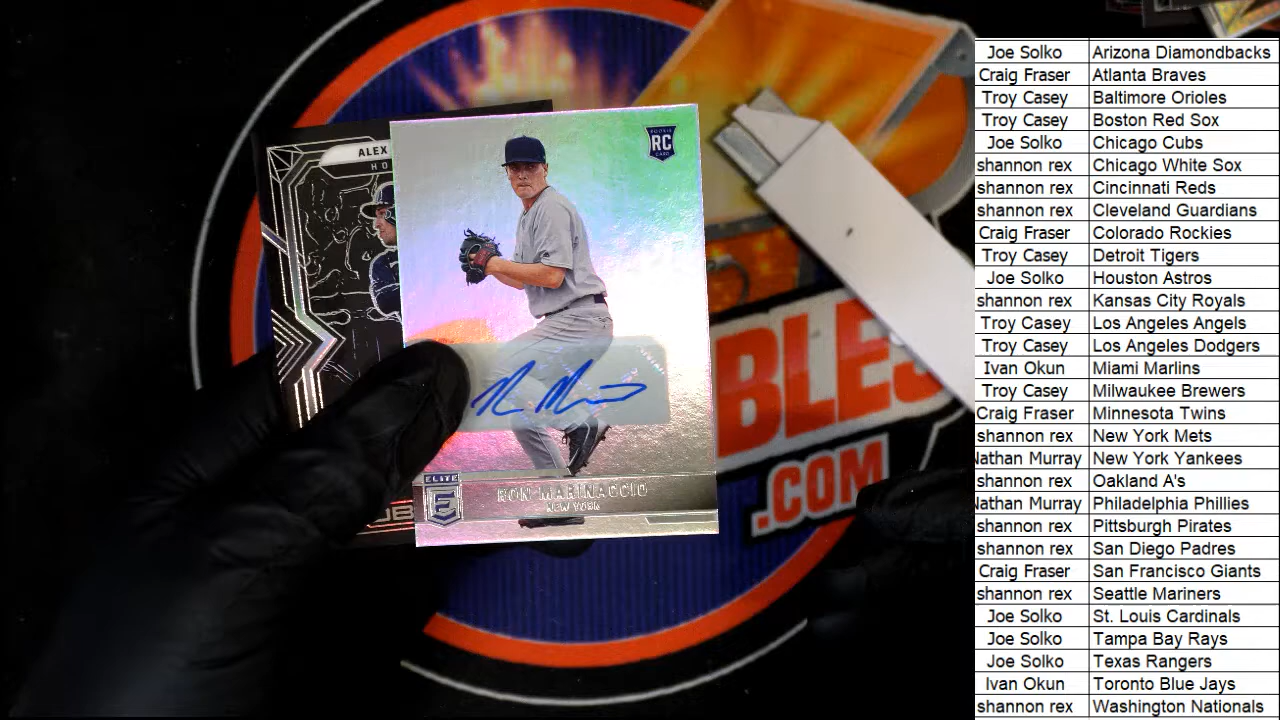 ALEX
HO
ROOKIE
RC
CARD
ELITE
E
RON MARINACCIO
NEW YORK
BLES
.COM
Joe Solko Arizona Diamondbacks
Craig Fraser Atlanta Braves
Troy Casey Baltimore Orioles
Troy Casey Boston Red Sox
Joe Solko Chicago Cubs
shannon rex Chicago White Sox
shannon rex Cincinnati Reds
shannon rex Cleveland Guardians
Craig Fraser Colorado Rockies
Troy Casey Detroit Tigers
Joe Solko Houston Astros
shannon rex Kansas City Royals
Troy Casey Los Angeles Angels
Troy Casey Los Angeles Dodgers
Ivan Okun Miami Marlins
Troy Casey Milwaukee Brewers
Craig Fraser Minnesota Twins
shannon rex New York Mets
Nathan Murray New York Yankees
shannon rex Oakland A's
Nathan Murray Philadelphia Phillies
shannon rex Pittsburgh Pirates
shannon rex San Diego Padres
Craig Fraser San Francisco Giants
shannon rex Seattle Mariners
Joe Solko St. Louis Cardinals
Joe Solko Tampa Bay Rays
Joe Solko Texas Rangers
Ivan Okun Toronto Blue Jays
shannon rex Washington Nationals